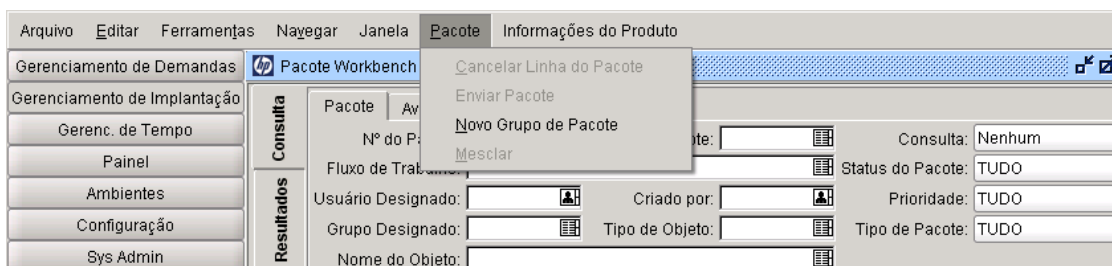 Arquivo Editar Ferramentas Navegar Janela Pacote Informações do Produto
Gerenciamento de Demandas
Gerenciamento de Implantação
Gerenc. de Tempo
Painel
Ambientes
Configuração
Sys Admin
hp Pacote Workbench
Cancelar Linha do Pacote
Enviar Pacote
Novo Grupo de Pacote
Mesclar
Consulta
Resultados
Pacote
Nº do
Consulta: Nenhum
Fluxo de
Status do Pacote: TUDO
Usuário Designado: Criado por: Prioridade: TUDO
Grupo Designado: Tipo de Objeto: Tipo de Pacote: TUDO
Nome do Objeto: